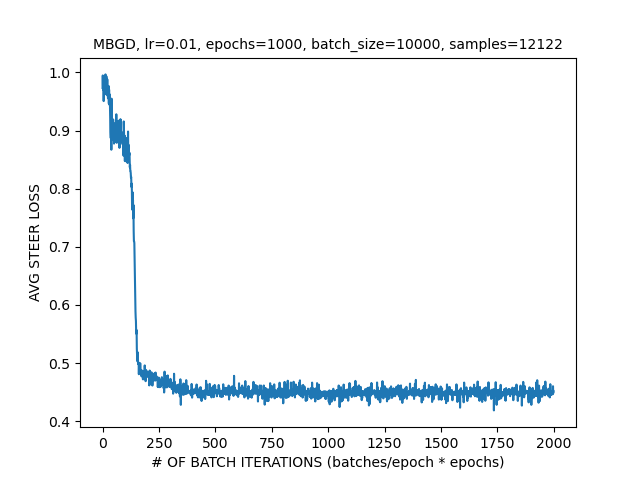 MBGD, lr=0.01, epochs=1000, batch_size=10000, samples=12122
1.0
0.9
0.8
0.7
0.6
0.5
0.4
AVG STEER LOSS
0 250 500 750 1000 1250 1500 1750 2000
# OF BATCH ITERATIONS (batches/epoch * epochs)